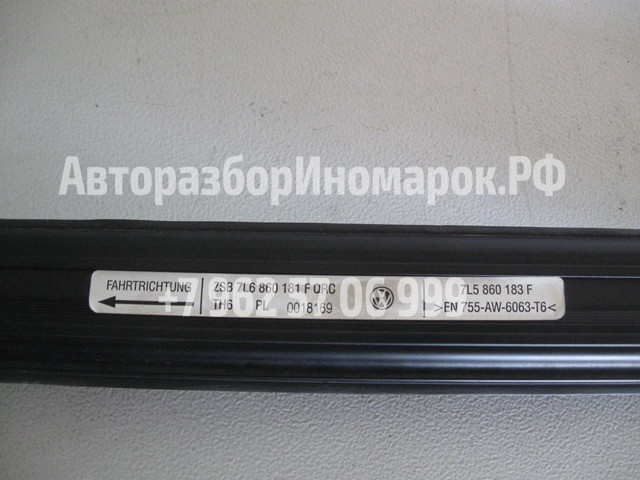 АвторазборИномарок.РФ
FAHRTRICHTUNG
ZSB 7L6 860 181 F QRC
TH6 PL 0018169
7L5 860 183 F
>EN 755-AW-6063-T6<